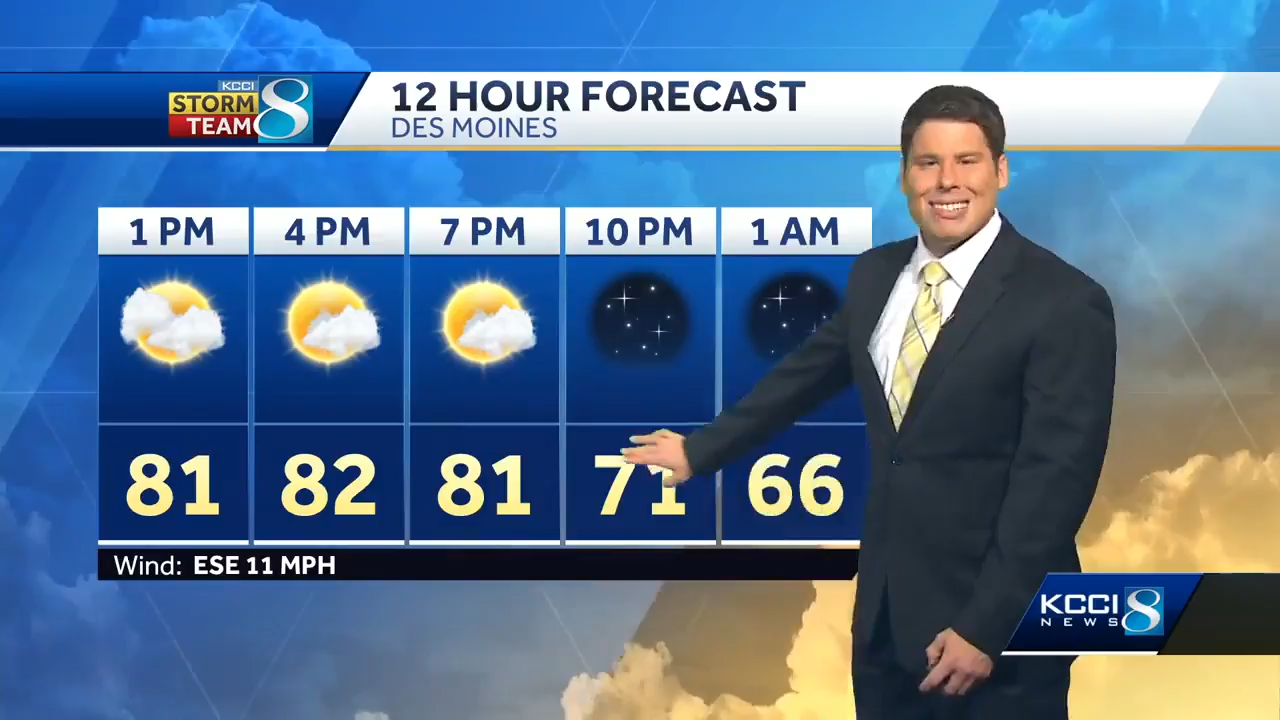 KCCI
STORM
TEAM 8
12 HOUR FORECAST
DES MOINES
1 PM 4 PM 7 PM 10 PM 1 AM
81 82 81 71 66
Wind: ESE 11 MPH
KCCI 8
NEWS